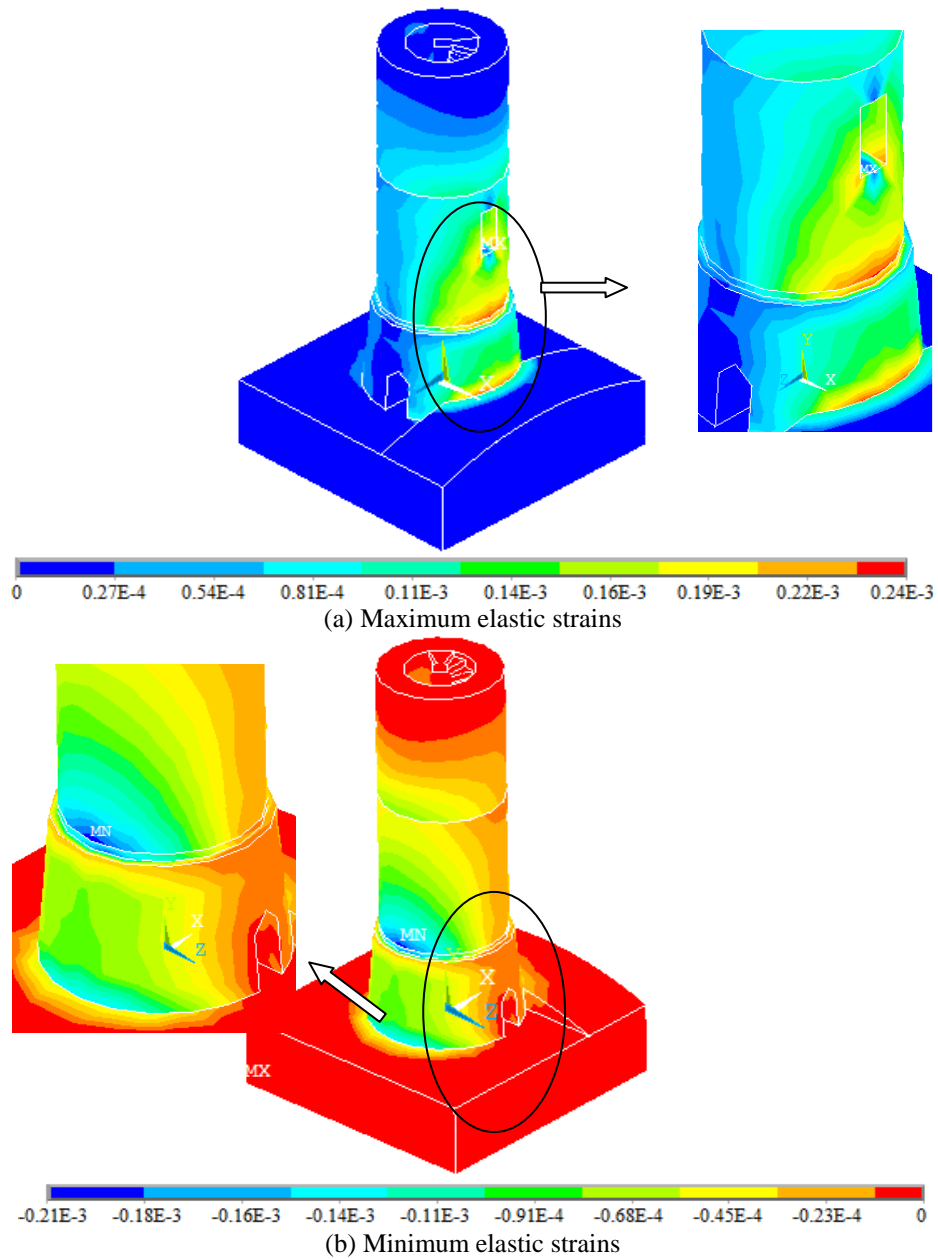 MX
X
MX
Y
Z
X
0
0.27E-4
0.54E-4
0.81E-4
0.11E-3
0.14E-3
0.16E-3
0.19E-3
0.22E-3
0.24E-3
(a) Maximum elastic strains
MN
Y
X
Z
MN
Y
X
Z
MX
-0.21E-3
-0.18E-3
-0.16E-3
-0.14E-3
-0.11E-3
-0.91E-4
-0.68E-4
-0.45E-4
-0.23E-4
0
(b) Minimum elastic strains